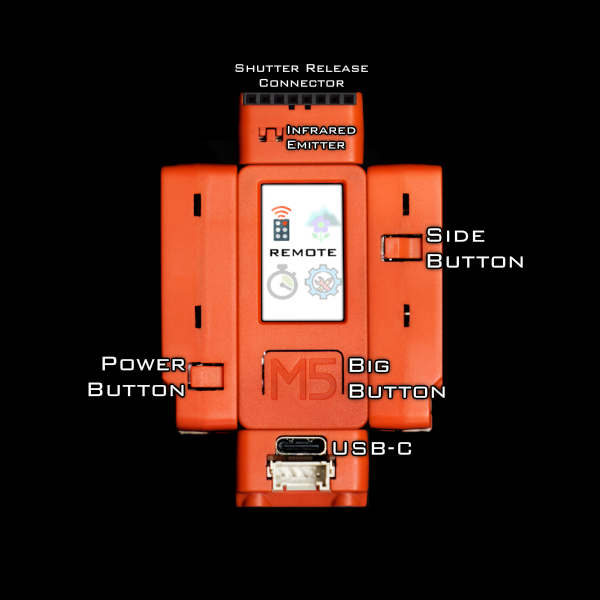 Shutter Release
Connector
Infrared
Emitter
REMOTE
Side
Button
Power
Button
Big
Button
M5
USB-C